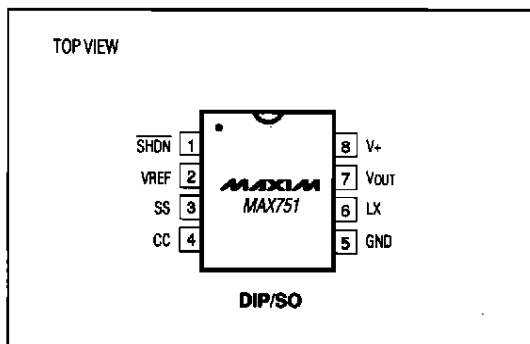 TOP VIEW
S̅H̅D̅N̅ 1
VREF 2
SS 3
CC 4
MAXIM
MAX751
8 V+
7 VOUT
6 LX
5 GND
DIP/SO